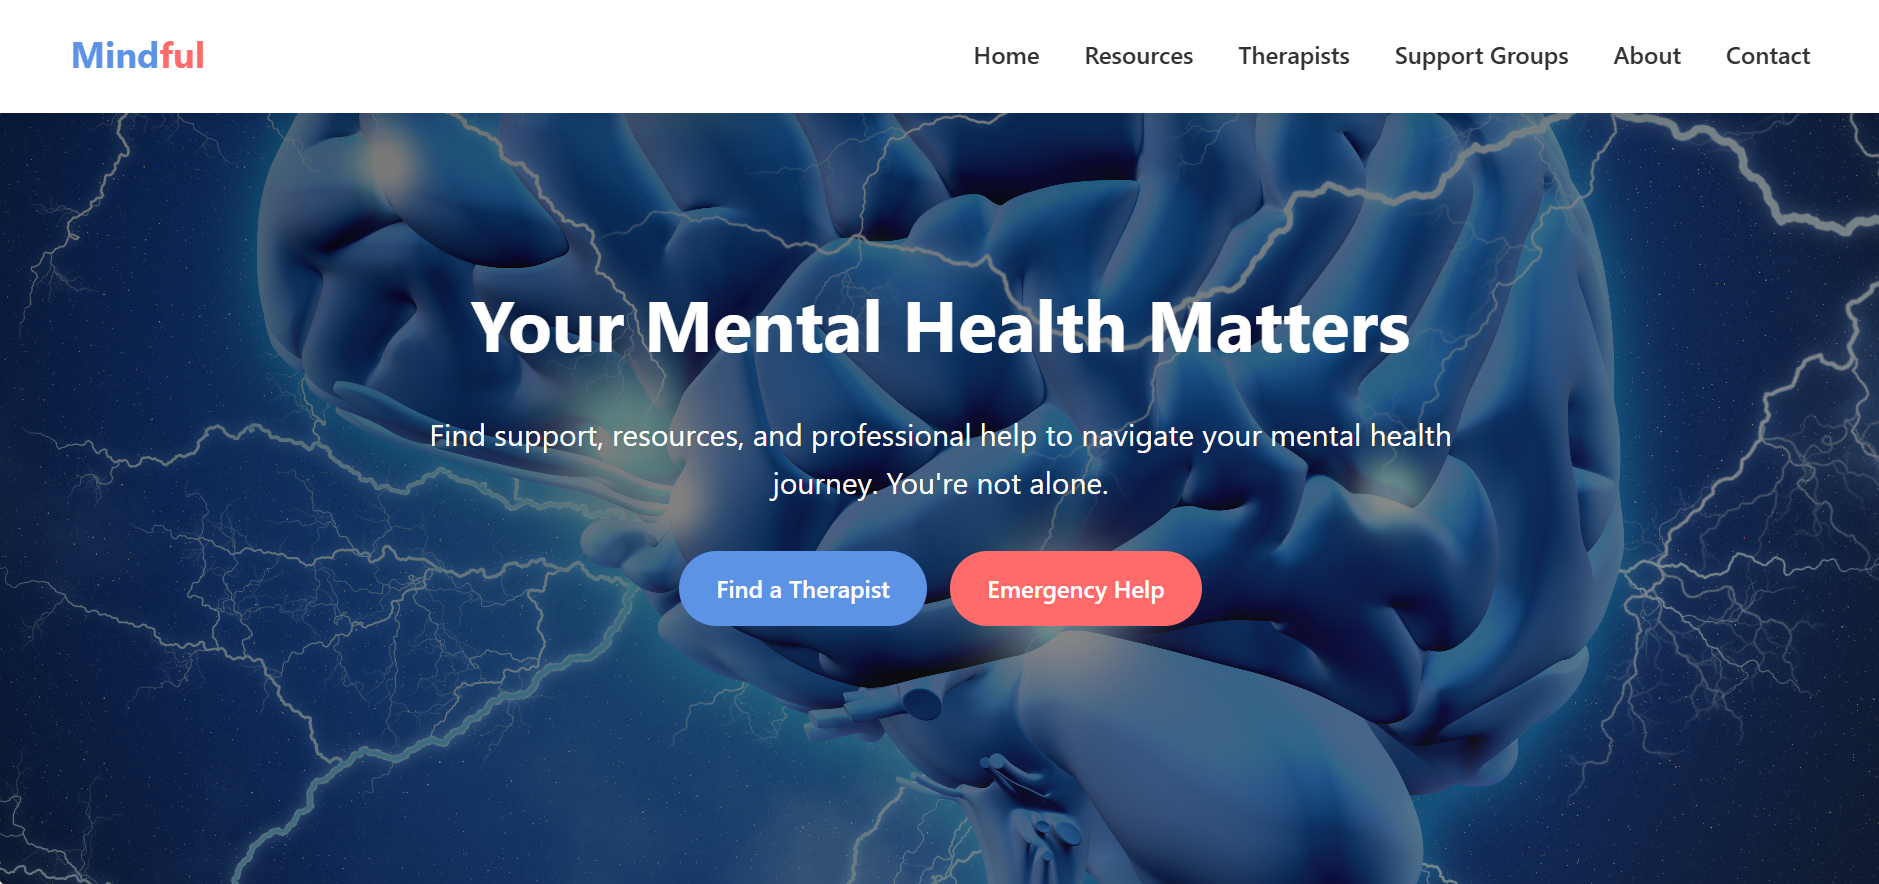 Mindful
Home Resources Therapists Support Groups About Contact
Your Mental Health Matters
Find support, resources, and professional help to navigate your mental health
journey. You're not alone.
Find a Therapist
Emergency Help